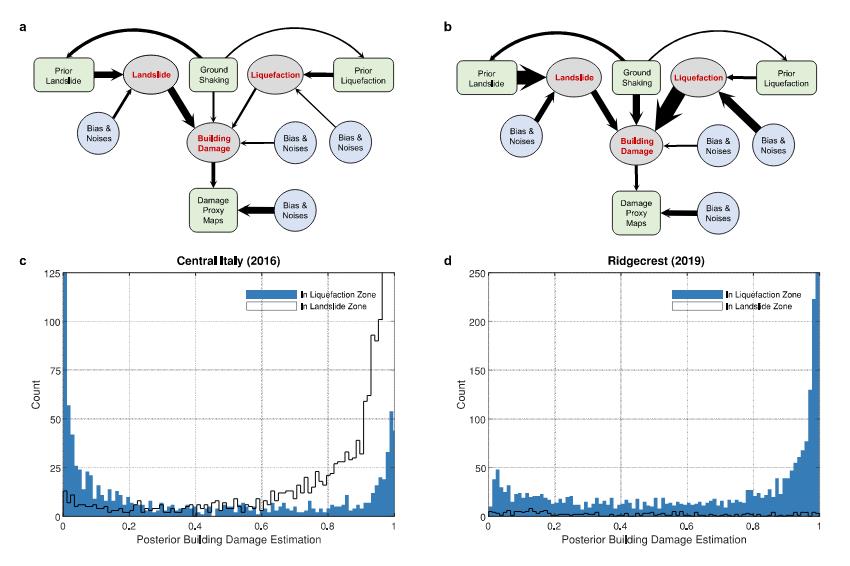 a
Prior
Landslide
Landslide
Ground
Shaking
Liquefaction
Prior
Liquefaction
Bias &
Noises
Building
Damage
Bias &
Noises
Bias &
Noises
Damage
Proxy
Maps
Bias &
Noises
b
Prior
Landslide
Landslide
Ground
Shaking
Liquefaction
Prior
Liquefaction
Bias &
Noises
Building
Damage
Bias &
Noises
Bias &
Noises
Damage
Proxy
Maps
Bias &
Noises
c
Central Italy (2016)
In Liquefaction Zone
In Landslide Zone
125
100
75
50
25
0
Count
0 0.2 0.4 0.6 0.8 1
Posterior Building Damage Estimation
d
Ridgecrest (2019)
In Liquefaction Zone
In Landslide Zone
250
200
150
100
50
0
Count
0 0.2 0.4 0.6 0.8 1
Posterior Building Damage Estimation